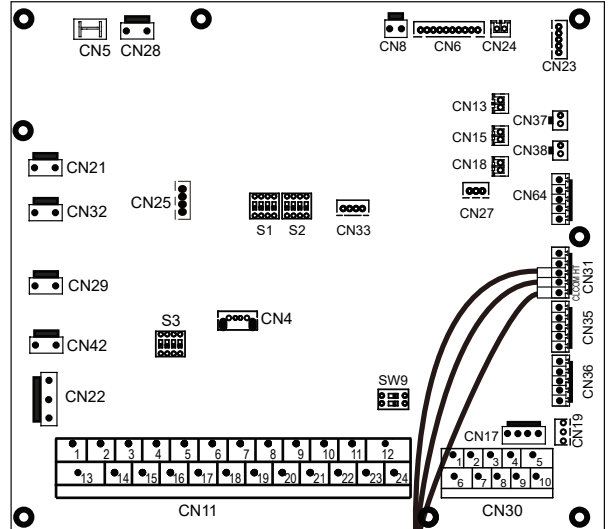 CN5
CN28
CN8
CN6
CN24
CN23
CN13
CN37
CN15
CN38
CN18
CN21
CN25
CN27
CN64
CN32
S1
S2
CN33
CN31
CLCOM HT
CN29
CN4
CN35
S3
CN42
CN36
SW9
CN22
CN17
CN19
1 2 3 4 5 6 7 8 9 10 11 12
13 14 15 16 17 18 19 20 21 22 23 24
CN11
1 2 3 4 5
6 7 8 9 10
CN30